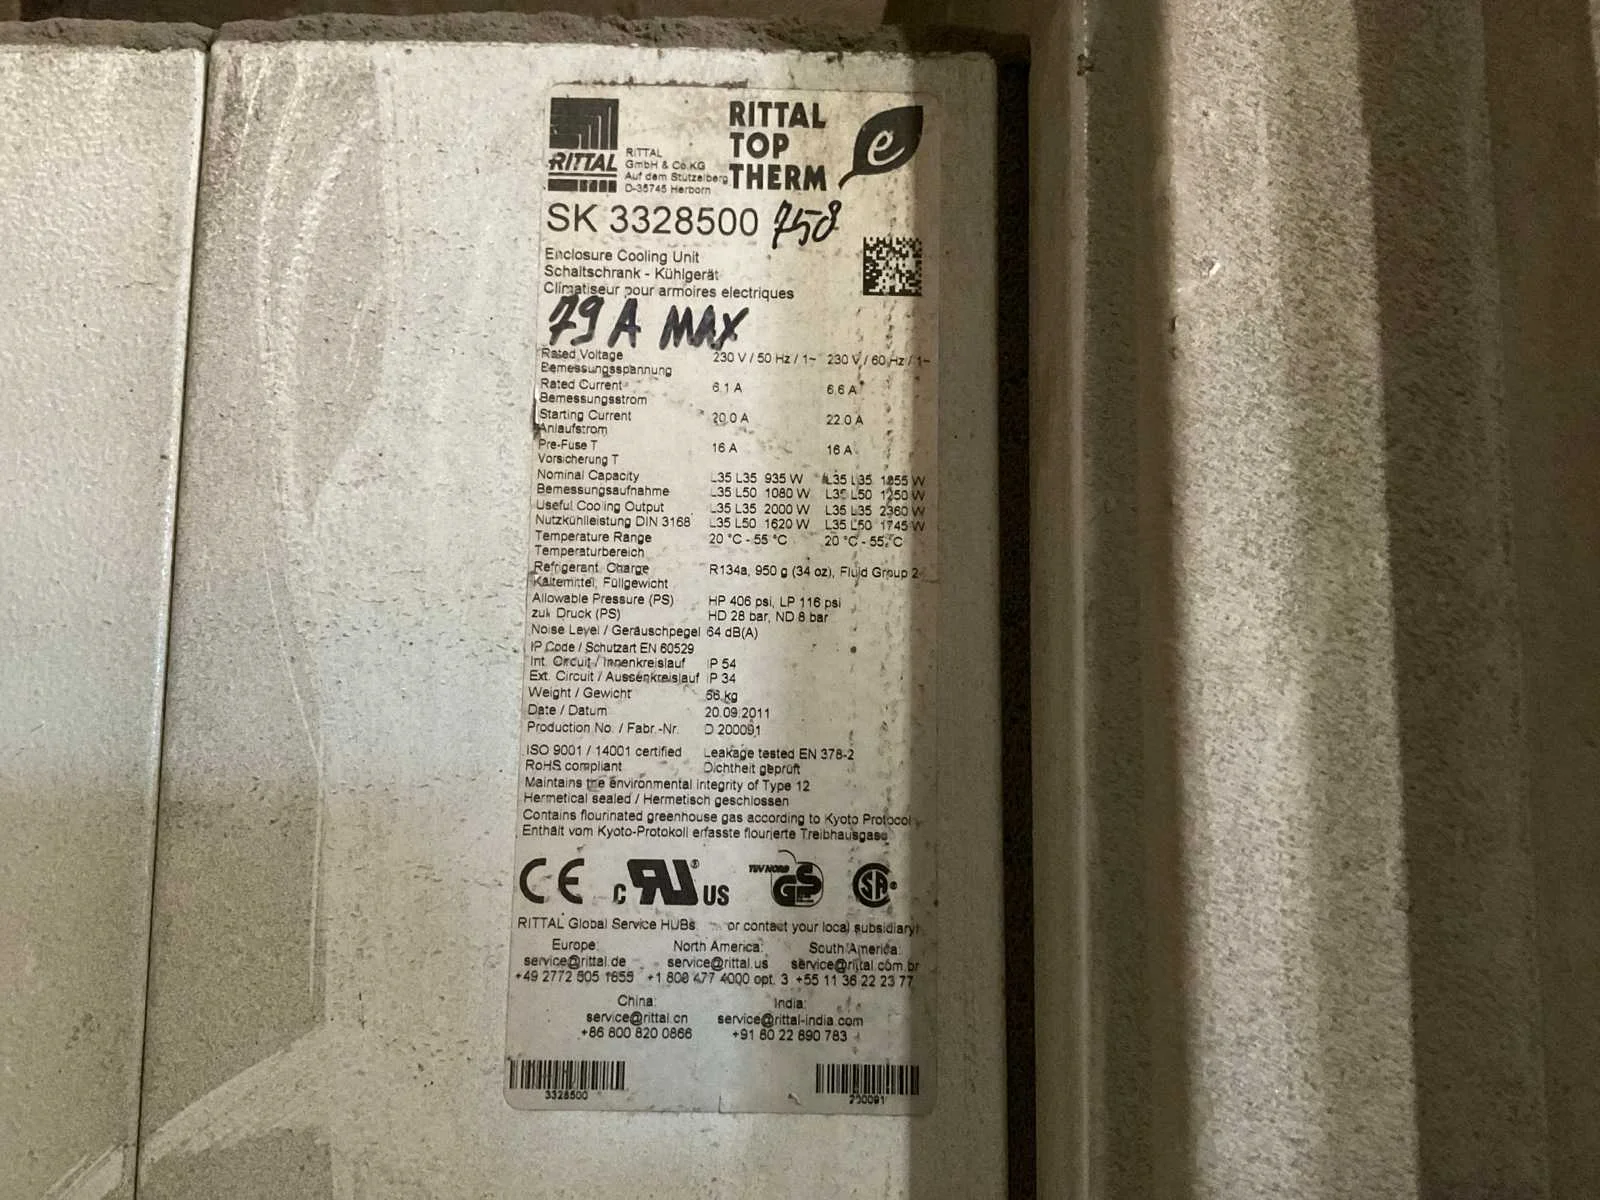 RITTAL
RITTAL
GmbH & Co.KG
Auf dem Stützelberg
D-35745 Herborn
RITTAL
TOP
THERM
e
SK 3328500 758
Enclosure Cooling Unit
Schaltschrank - Kühlgerät
Climatiseur pour armoires electriques
79 A MAX
Rated Voltage 230 V / 50 Hz / 1~ 230 V / 60 Hz / 1~
Bemessungsspannung
Rated Current 6.1 A 6.6 A
Bemessungsstrom
Starting Current 20.0 A 22.0 A
Anlaufstrom
Pre-Fuse T 16 A 16 A
Vorsicherung T
Nominal Capacity L35 L35 935 W L35 L35 1055 W
Bemessungsaufnahme L35 L50 1080 W L35 L50 1250 W
Useful Cooling Output L35 L35 2000 W L35 L35 2360 W
Nutzkühlleistung DIN 3168 L35 L50 1620 W L35 L50 1745 W
Temperature Range 20 °C - 55 °C 20 °C - 55 °C
Temperaturbereich
Refrigerant, Charge R134a, 950 g (34 oz), Fluid Group 2
Kältemittel, Füllgewicht
Allowable Pressure (PS) HP 406 psi, LP 116 psi
zul. Druck (PS) HD 28 bar, ND 8 bar
Noise Level / Geräuschpegel 64 dB(A)
IP Code / Schutzart EN 60529
Int. Circuit / Innenkreislauf IP 54
Ext. Circuit / Aussenkreislauf IP 34
Weight / Gewicht 66 kg
Date / Datum 20.09.2011
Production No. / Fabr.-Nr. D 200091
ISO 9001 / 14001 certified Leakage tested EN 378-2
RoHS compliant Dichtheit geprüft
Maintains the environmental integrity of Type 12
Hermetical sealed / Hermetisch geschlossen
Contains flourinated greenhouse gas according to Kyoto Protocol
Enthält vom Kyoto-Protokoll erfasste flourierte Treibhausgase
CE c RU US TUV NORD GS SA
RITTAL Global Service HUBs or contact your local subsidiary!
Europe: North America: South America:
service@rittal.de service@rittal.us service@rittal.com.br
+49 2772 505 1855 +1 800 477 4000 opt. 3 +55 11 36 22 23 77
China: India:
service@rittal.cn service@rittal-india.com
+86 800 820 0866 +91 80 22 890 783
3328500 200091